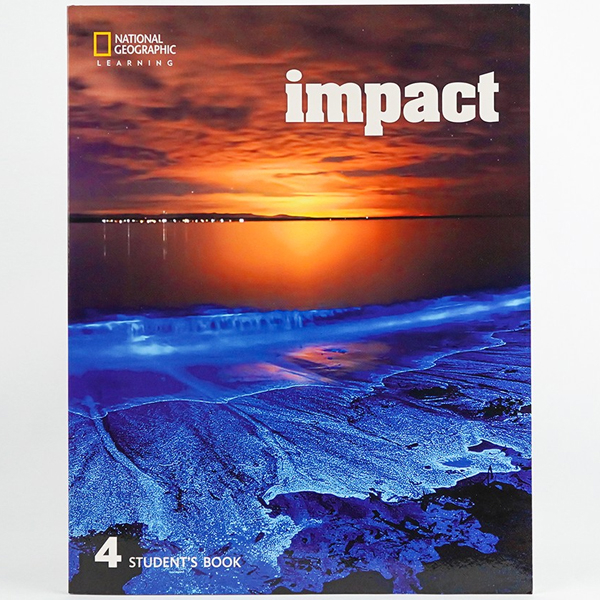 NATIONAL
GEOGRAPHIC
LEARNING
impact
4 STUDENT'S BOOK